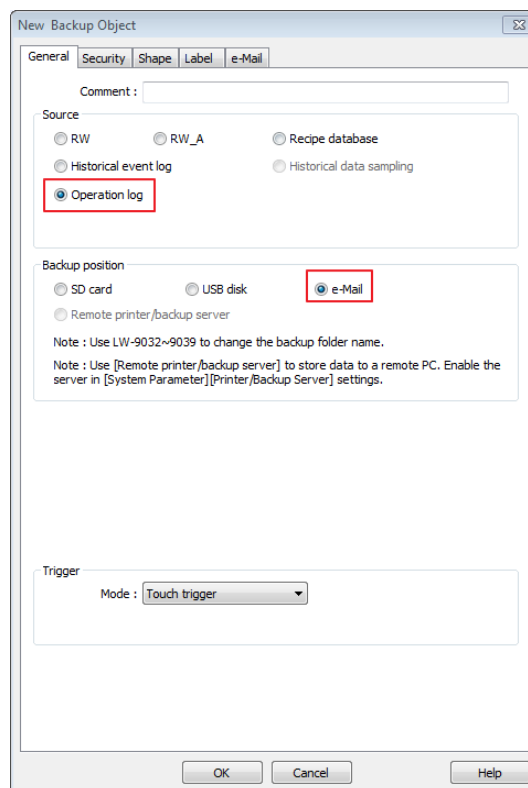 New Backup Object
General Security Shape Label e-Mail
Comment :
Source
RW RW_A Recipe database
Historical event log Historical data sampling
Operation log
Backup position
SD card USB disk e-Mail
Remote printer/backup server
Note : Use LW-9032~9039 to change the backup folder name.
Note : Use [Remote printer/backup server] to store data to a remote PC. Enable the
server in [System Parameter][Printer/Backup Server] settings.
Trigger
Mode : Touch trigger
OK Cancel Help